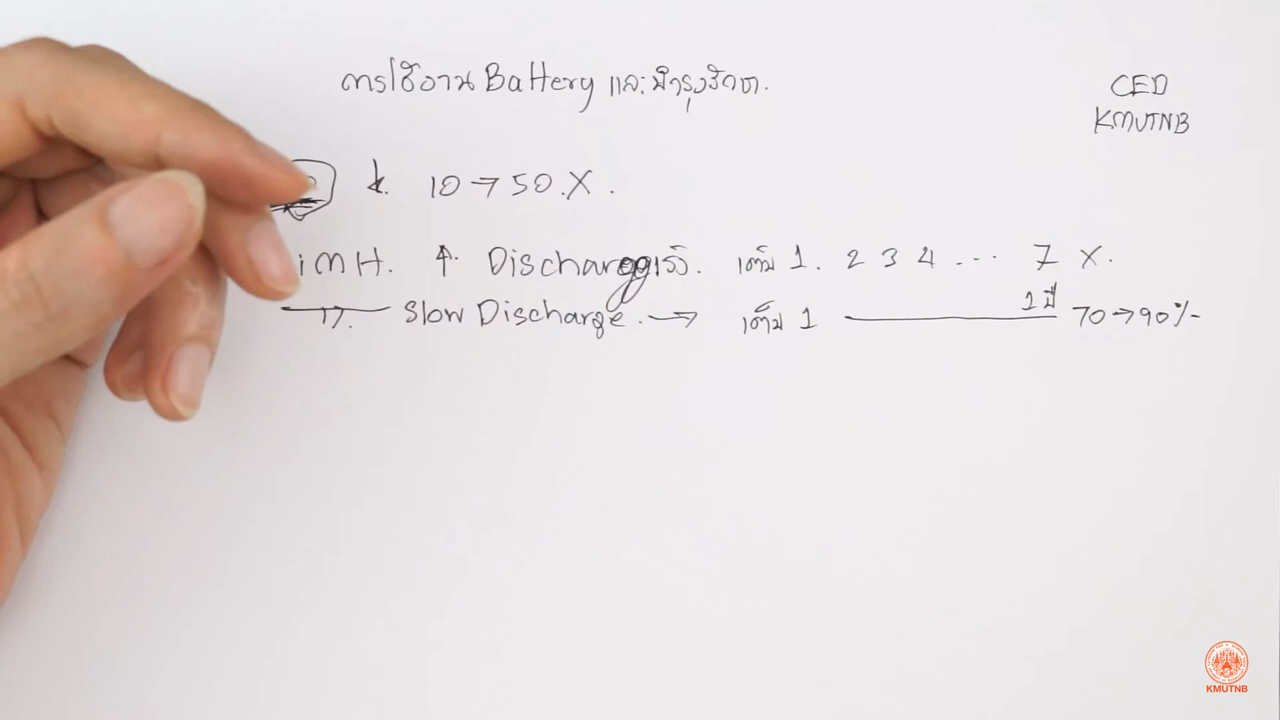 การใช้งาน Battery และบำรุงรักษา.
CED
KMUTNB
10 → 50 . X .
iMH. ↑ Discharge เร็ว. เต็ม 1. 2 3 4 ... 7 X.
Slow Discharge. → เต็ม 1 1 ปี 70 → 90%
KMUTNB